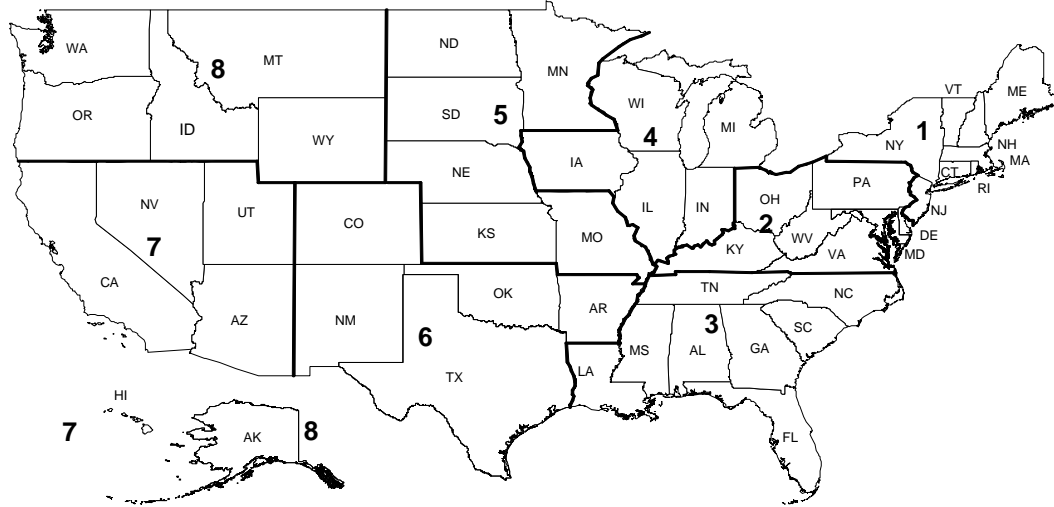 WA
MT
8
OR
ID
WY
ND
SD
5
MN
WI
4
MI
NE
IA
VT
ME
NY
1
NH
MA
CT
RI
PA
NJ
OH
2
IL
IN
NV
UT
CO
KS
MO
KY
WV
VA
DE
MD
7
CA
AZ
NM
OK
AR
TN
NC
3
SC
6
TX
LA
MS
AL
GA
FL
HI
7
AK
8